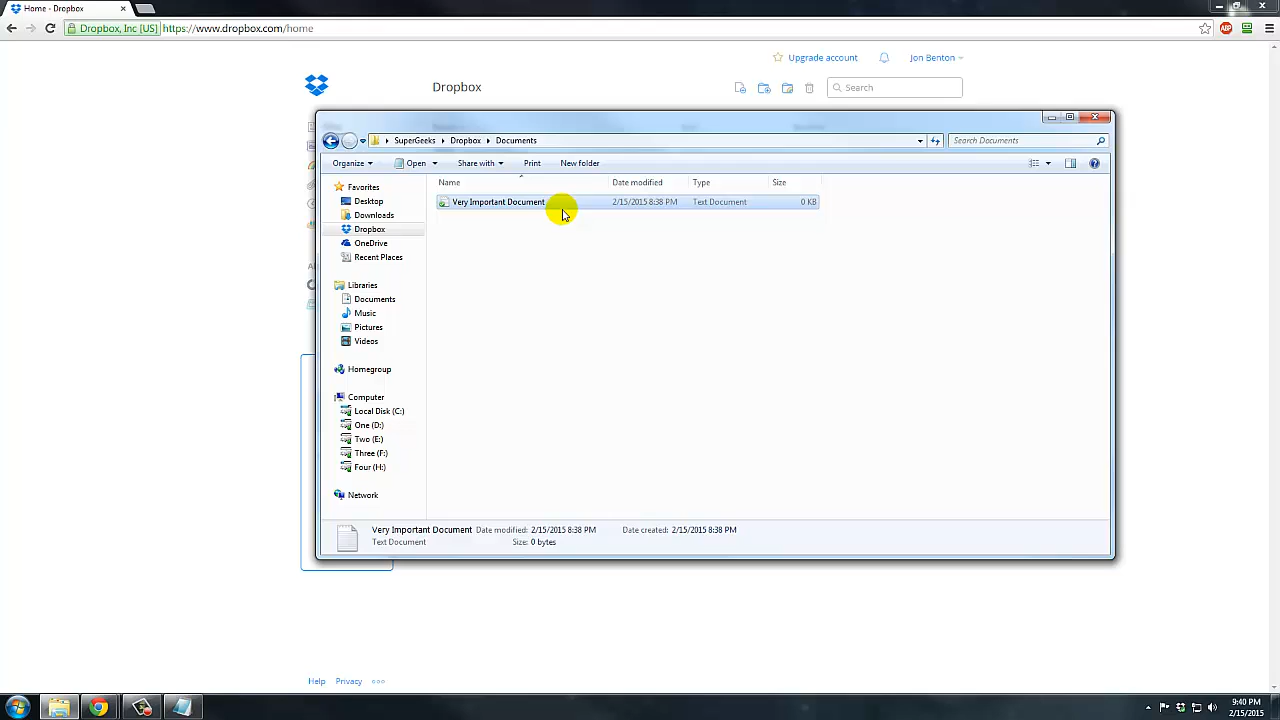 Home - Dropbox
Dropbox, Inc [US] https://www.dropbox.com/home
Upgrade account Jon Benton
Dropbox Search
SuperGeeks Dropbox Documents Search Documents
Organize Open Share with Print New folder
Name Date modified Type Size
Very Important Document 2/15/2015 8:38 PM Text Document 0 KB
Favorites
Desktop
Downloads
Dropbox
OneDrive
Recent Places
Libraries
Documents
Music
Pictures
Videos
Homegroup
Computer
Local Disk (C:)
One (D:)
Two (E:)
Three (F:)
Four (H:)
Network
Very Important Document Date modified: 2/15/2015 8:38 PM Date created: 2/15/2015 8:38 PM
Text Document Size: 0 bytes
Help Privacy
9:40 PM
2/15/2015